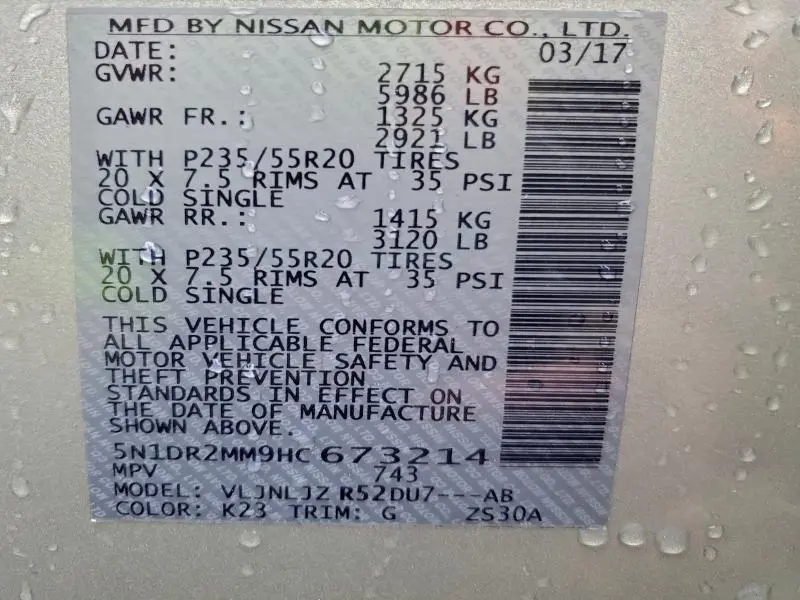 MFD BY NISSAN MOTOR CO., LTD.
DATE: 03/17
GVWR: 2715 KG
5986 LB
GAWR FR.: 1325 KG
2921 LB
WITH P235/55R20 TIRES
20 X 7.5 RIMS AT 35 PSI
COLD SINGLE
GAWR RR.: 1415 KG
3120 LB
WITH P235/55R20 TIRES
20 X 7.5 RIMS AT 35 PSI
COLD SINGLE
THIS VEHICLE CONFORMS TO
ALL APPLICABLE FEDERAL
MOTOR VEHICLE SAFETY AND
THEFT PREVENTION
STANDARDS IN EFFECT ON
THE DATE OF MANUFACTURE
SHOWN ABOVE.
5N1DR2MM9HC673214
MPV 743
MODEL: VLJNLJZ R52DU7---AB
COLOR: K23 TRIM: G ZS30A